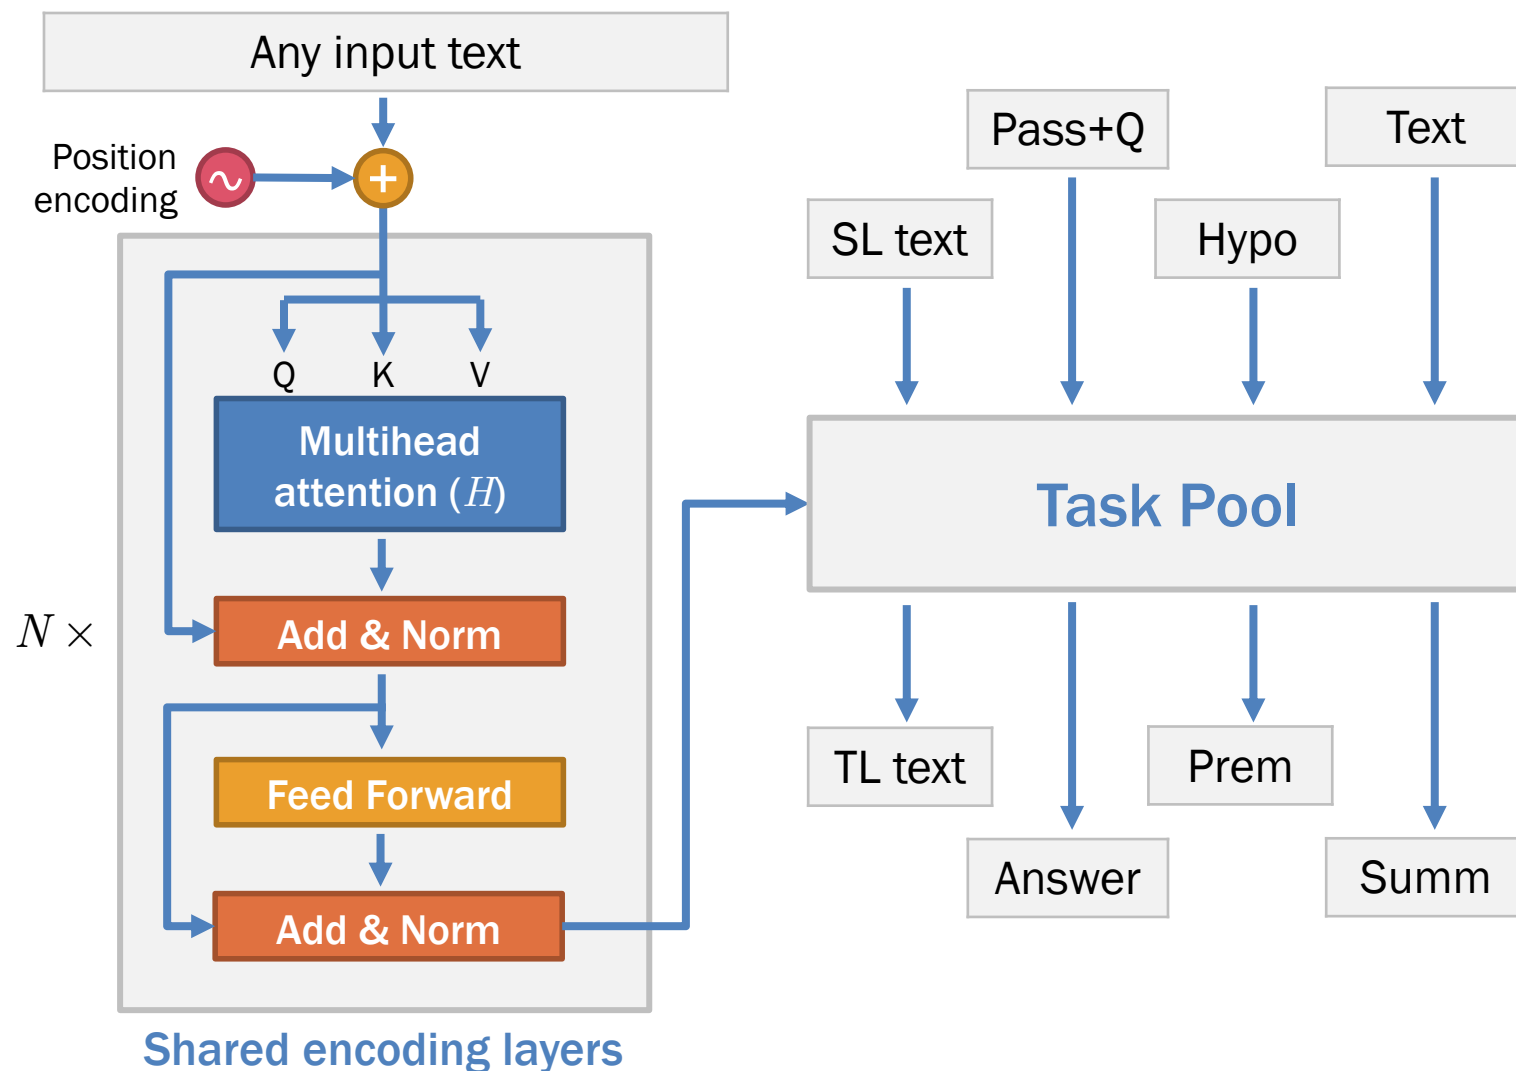 Any input text
Position
encoding
+
Q K V
Multihead
attention (H)
Add & Norm
N ×
Feed Forward
Add & Norm
Shared encoding layers
Pass+Q
Text
SL text
Hypo
Task Pool
TL text
Prem
Answer
Summ